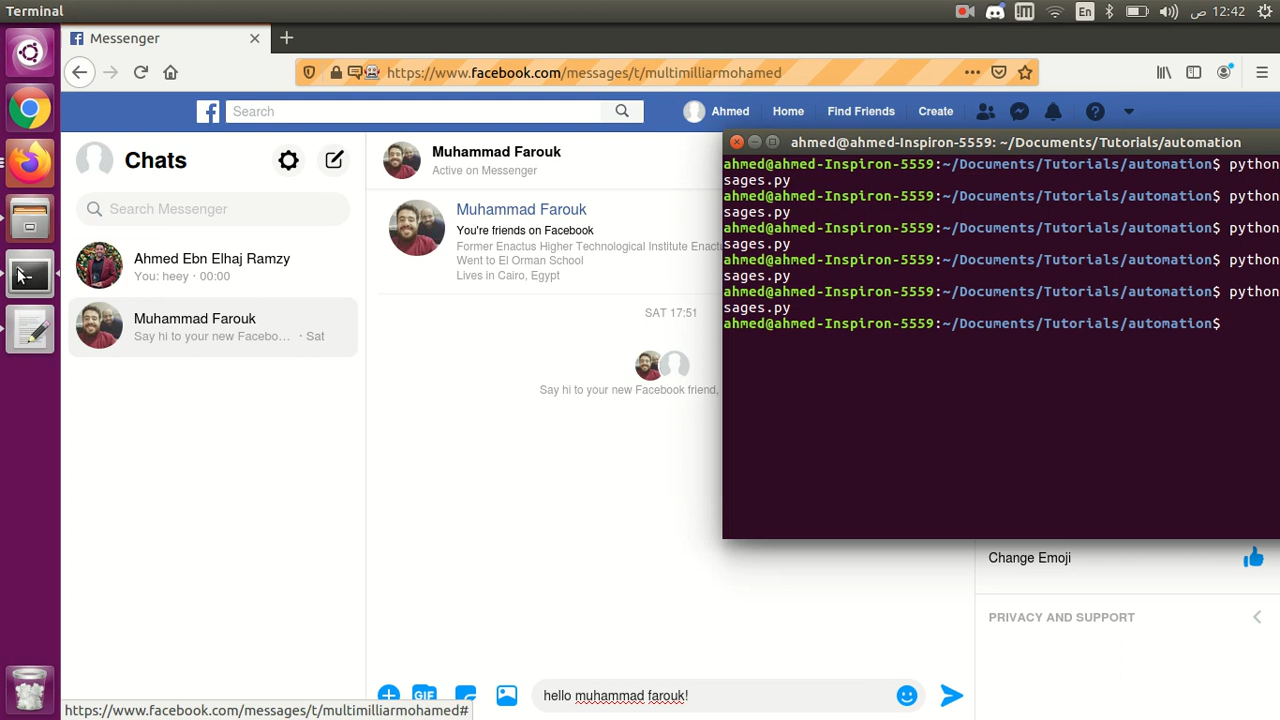 Terminal
En
ص 12:42
Messenger
https://www.facebook.com/messages/t/multimilliarmohamed
Search
Ahmed
Home
Find Friends
Create
Chats
Search Messenger
Ahmed Ebn Elhaj Ramzy
You: heey · 00:00
Muhammad Farouk
Say hi to your new Facebo... · Sat
Muhammad Farouk
Active on Messenger
Muhammad Farouk
You're friends on Facebook
Former Enactus Higher Technological Institute Enact
Went to El Orman School
Lives in Cairo, Egypt
SAT 17:51
Say hi to your new Facebook friend,
ahmed@ahmed-Inspiron-5559: ~/Documents/Tutorials/automation
ahmed@ahmed-Inspiron-5559:~/Documents/Tutorials/automation$ python
sages.py
ahmed@ahmed-Inspiron-5559:~/Documents/Tutorials/automation$ python
sages.py
ahmed@ahmed-Inspiron-5559:~/Documents/Tutorials/automation$ python
sages.py
ahmed@ahmed-Inspiron-5559:~/Documents/Tutorials/automation$ python
sages.py
ahmed@ahmed-Inspiron-5559:~/Documents/Tutorials/automation$ python
sages.py
ahmed@ahmed-Inspiron-5559:~/Documents/Tutorials/automation$
Change Emoji
PRIVACY AND SUPPORT
GIF
hello muhammad farouk!
https://www.facebook.com/messages/t/multimilliarmohamed#